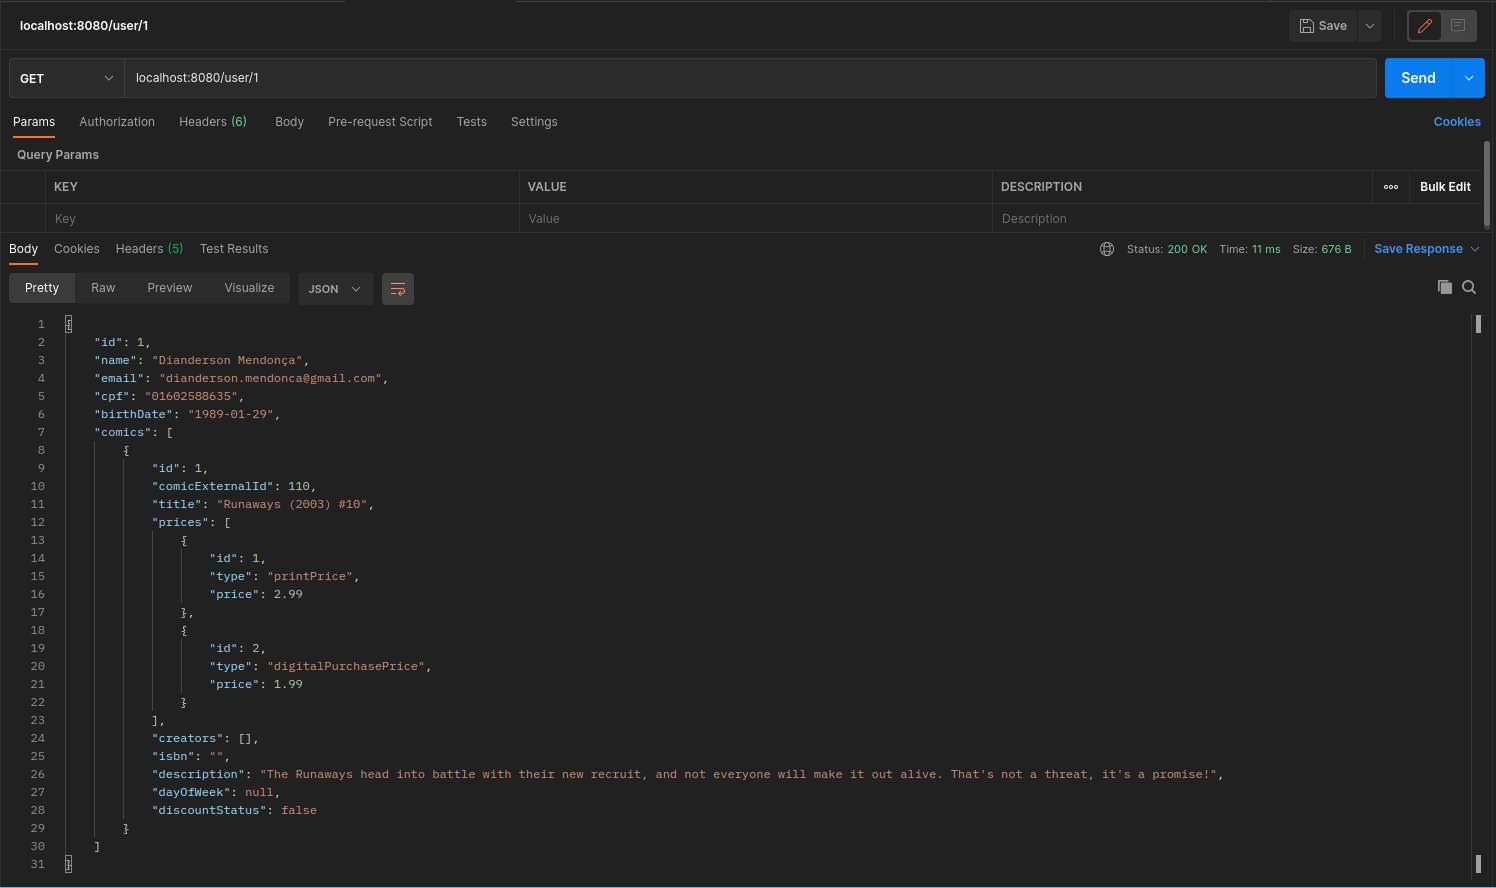 localhost:8080/user/1
Save
GET
localhost:8080/user/1
Send
Params Authorization Headers (6) Body Pre-request Script Tests Settings Cookies
Query Params
KEY VALUE DESCRIPTION Bulk Edit
Key Value Description
Body Cookies Headers (5) Test Results Status: 200 OK Time: 11 ms Size: 676 B Save Response
Pretty Raw Preview Visualize JSON
1 {
2 "id": 1,
3 "name": "Dianderson Mendonça",
4 "email": "dianderson.mendonca@gmail.com",
5 "cpf": "01602588635",
6 "birthDate": "1989-01-29",
7 "comics": [
8 {
9 "id": 1,
10 "comicExternalId": 110,
11 "title": "Runaways (2003) #10",
12 "prices": [
13 {
14 "id": 1,
15 "type": "printPrice",
16 "price": 2.99
17 },
18 {
19 "id": 2,
20 "type": "digitalPurchasePrice",
21 "price": 1.99
22 }
23 ],
24 "creators": [],
25 "isbn": "",
26 "description": "The Runaways head into battle with their new recruit, and not everyone will make it out alive. That's not a threat, it's a promise!",
27 "dayOfWeek": null,
28 "discountStatus": false
29 }
30 ]
31 }